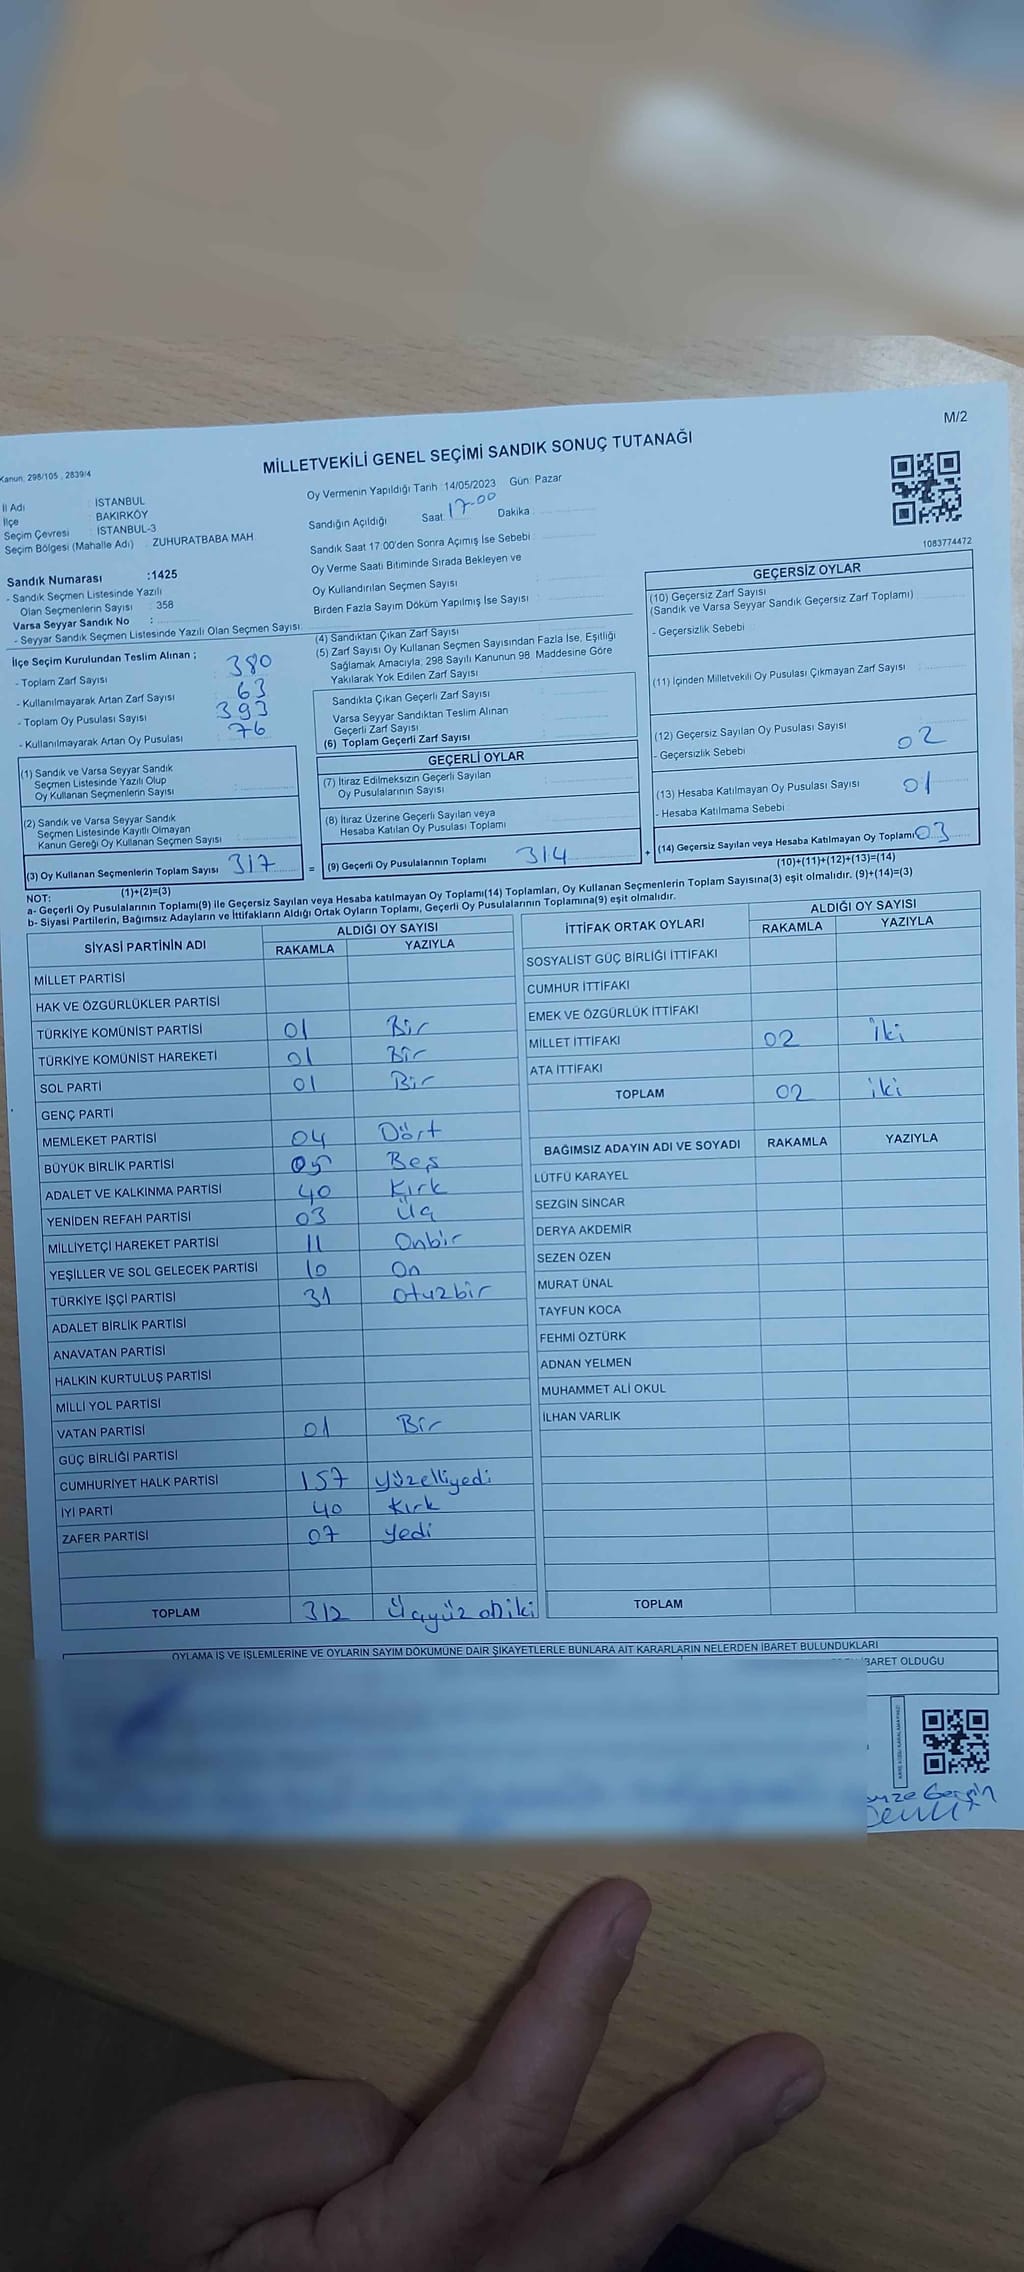 M/2
Kanun: 298/105 , 2839/4
MİLLETVEKİLİ GENEL SEÇİMİ SANDIK SONUÇ TUTANAĞI
İl Adı : İSTANBUL
İlçe : BAKIRKÖY
Seçim Çevresi : İSTANBUL-3
Seçim Bölgesi (Mahalle Adı) : ZUHURATBABA MAH
Sandık Numarası :1425
- Sandık Seçmen Listesinde Yazılı
Olan Seçmenlerin Sayısı : 358
Varsa Seyyar Sandık No :
- Seyyar Sandık Seçmen Listesinde Yazılı Olan Seçmen Sayısı:
Oy Vermenin Yapıldığı Tarih :14/05/2023 Gün: Pazar
Sandığın Açıldığı Saat: 17-00 Dakika :
Sandık Saat 17:00'den Sonra Açımış İse Sebebi :
Oy Verme Saati Bitiminde Sırada Bekleyen ve
Oy Kullandırılan Seçmen Sayısı :
Birden Fazla Sayım Döküm Yapılmış İse Sayısı :
1083774472
İlçe Seçim Kurulundan Teslim Alınan ;
- Toplam Zarf Sayısı : 380
- Kullanılmayarak Artan Zarf Sayısı : 63
- Toplam Oy Pusulası Sayısı : 393
- Kullanılmayarak Artan Oy Pusulası : 76
(1) Sandık ve Varsa Seyyar Sandık
Seçmen Listesinde Yazılı Olup
Oy Kullanan Seçmenlerin Sayısı :
(2) Sandık ve Varsa Seyyar Sandık
Seçmen Listesinde Kayıtlı Olmayan
Kanun Gereği Oy Kullanan Seçmen Sayısı :
(3) Oy Kullanan Seçmenlerin Toplam Sayısı : 317
(1)+(2)=(3)
(4) Sandıktan Çıkan Zarf Sayısı :
(5) Zarf Sayısı Oy Kullanan Seçmen Sayısından Fazla İse, Eşitliği
Sağlamak Amacıyla, 298 Sayılı Kanunun 98. Maddesine Göre
Yakılarak Yok Edilen Zarf Sayısı :
Sandıkta Çıkan Geçerli Zarf Sayısı :
Varsa Seyyar Sandıktan Teslim Alınan
Geçerli Zarf Sayısı :
(6) Toplam Geçerli Zarf Sayısı :
GEÇERLİ OYLAR
(7) İtiraz Edilmeksizin Geçerli Sayılan
Oy Pusulalarının Sayısı :
(8) İtiraz Üzerine Geçerli Sayılan veya
Hesaba Katılan Oy Pusulası Toplamı :
= (9) Geçerli Oy Pusulalarının Toplamı : 314
GEÇERSİZ OYLAR
(10) Geçersiz Zarf Sayısı
(Sandık ve Varsa Seyyar Sandık Geçersiz Zarf Toplamı) :
- Geçersizlik Sebebi :
(11) İçinden Milletvekili Oy Pusulası Çıkmayan Zarf Sayısı :
(12) Geçersiz Sayılan Oy Pusulası Sayısı : 02
- Geçersizlik Sebebi :
(13) Hesaba Katılmayan Oy Pusulası Sayısı : 01
- Hesaba Katılmama Sebebi :
+ (14) Geçersiz Sayılan veya Hesaba Katılmayan Oy Toplamı : 03
(10)+(11)+(12)+(13)=(14)
NOT:
a- Geçerli Oy Pusulalarının Toplamı(9) ile Geçersiz Sayılan veya Hesaba katılmayan Oy Toplamı(14) Toplamları, Oy Kullanan Seçmenlerin Toplam Sayısına(3) eşit olmalıdır. (9)+(14)=(3)
b- Siyasi Partilerin, Bağımsız Adayların ve İttifakların Aldığı Ortak Oyların Toplamı, Geçerli Oy Pusulalarının Toplamına(9) eşit olmalıdır.
SİYASİ PARTİNİN ADI ALDIĞI OY SAYISI
RAKAMLA YAZIYLA
MİLLET PARTİSİ
HAK VE ÖZGÜRLÜKLER PARTİSİ
TÜRKİYE KOMÜNİST PARTİSİ 01 Bir
TÜRKİYE KOMÜNİST HAREKETİ 01 Bir
SOL PARTİ 01 Bir
GENÇ PARTİ
MEMLEKET PARTİSİ 04 Dört
BÜYÜK BİRLİK PARTİSİ 05 Beş
ADALET VE KALKINMA PARTİSİ 40 Kırk
YENİDEN REFAH PARTİSİ 03 Üç
MİLLİYETÇİ HAREKET PARTİSİ 11 Onbir
YEŞİLLER VE SOL GELECEK PARTİSİ 10 On
TÜRKİYE İŞÇİ PARTİSİ 31 otuzbir
ADALET BİRLİK PARTİSİ
ANAVATAN PARTİSİ
HALKIN KURTULUŞ PARTİSİ
MİLLİ YOL PARTİSİ
VATAN PARTİSİ 01 Bir
GÜÇ BİRLİĞİ PARTİSİ
CUMHURİYET HALK PARTİSİ 157 yüzelliyedi
İYİ PARTİ 40 Kırk
ZAFER PARTİSİ 07 yedi
TOPLAM 312 Üçyüz oniki
İTTİFAK ORTAK OYLARI ALDIĞI OY SAYISI
RAKAMLA YAZIYLA
SOSYALİST GÜÇ BİRLİĞİ İTTİFAKI
CUMHUR İTTİFAKI
EMEK VE ÖZGÜRLÜK İTTİFAKI
MİLLET İTTİFAKI 02 iki
ATA İTTİFAKI
TOPLAM 02 iki
BAĞIMSIZ ADAYIN ADI VE SOYADI RAKAMLA YAZIYLA
LÜTFÜ KARAYEL
SEZGİN SİNCAR
DERYA AKDEMİR
SEZEN ÖZEN
MURAT ÜNAL
TAYFUN KOCA
FEHMİ ÖZTÜRK
ADNAN YELMEN
MUHAMMET ALİ OKUL
İLHAN VARLIK
TOPLAM
OYLAMA İŞ VE İŞLEMLERİNE VE OYLARIN SAYIM DÖKÜMÜNE DAİR ŞİKAYETLERLE BUNLARA AİT KARARLARIN NELERDEN İBARET BULUNDUKLARI
İBARET OLDUĞU